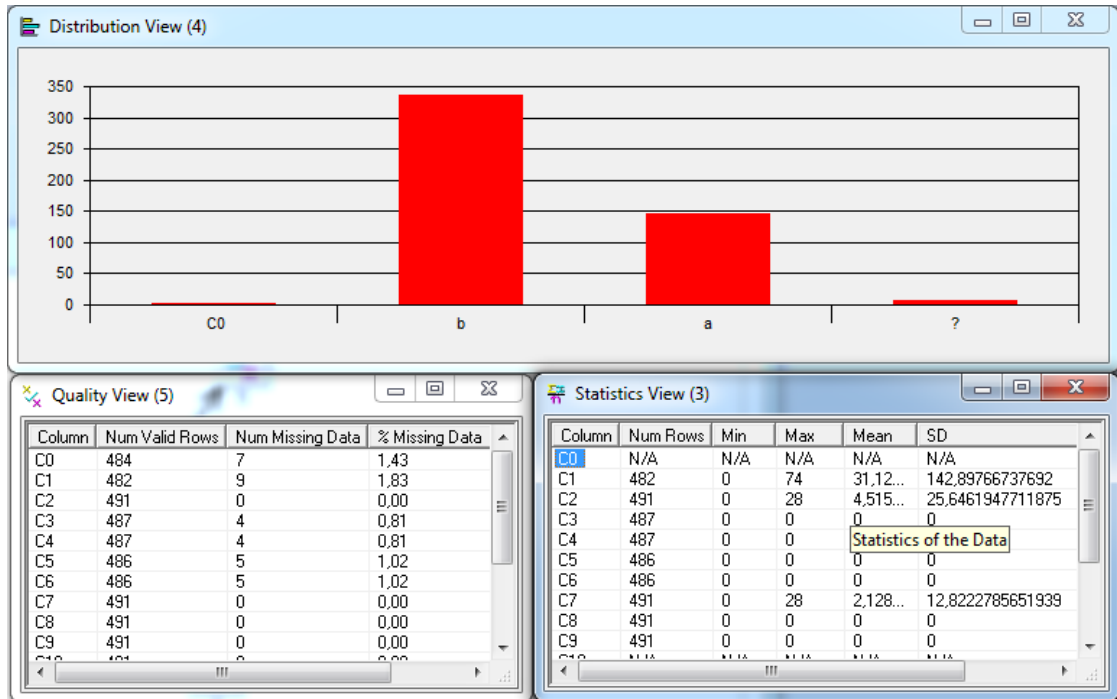 Distribution View (4)
350
300
250
200
150
100
50
0
C0 b a ?
Quality View (5)
Column Num Valid Rows Num Missing Data % Missing Data
C0 484 7 1,43
C1 482 9 1,83
C2 491 0 0,00
C3 487 4 0,81
C4 487 4 0,81
C5 486 5 1,02
C6 486 5 1,02
C7 491 0 0,00
C8 491 0 0,00
C9 491 0 0,00
Statistics View (3)
Column Num Rows Min Max Mean SD
C0 N/A N/A N/A N/A N/A
C1 482 0 74 31,12... 142,89766737692
C2 491 0 28 4,515... 25,6461947711875
C3 487 0 0 0 0
C4 487 0 0
Statistics of the Data
C5 486 0 0 0 0
C6 486 0 0 0 0
C7 491 0 28 2,128... 12,8222785651939
C8 491 0 0 0 0
C9 491 0 0 0 0